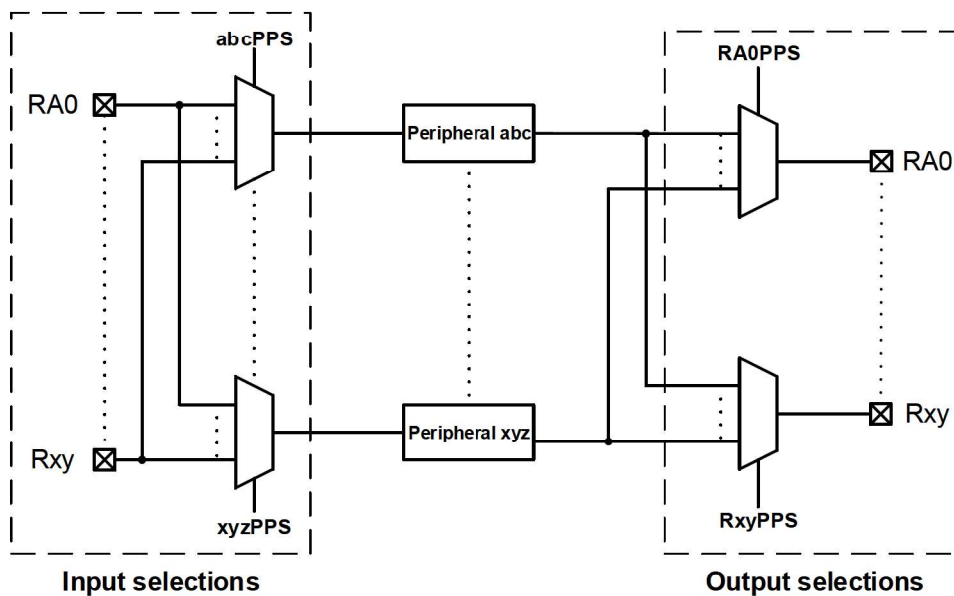 abcPPS
RA0PPS
RA0
Peripheral abc
RA0
Peripheral xyz
Rxy
Rxy
xyzPPS
RxyPPS
Input selections
Output selections